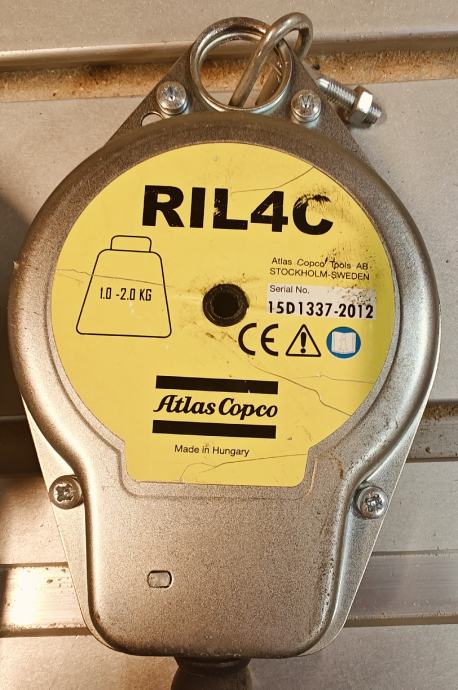 RIL4C
1.0 -2.0 KG
Atlas Copco Tools AB
STOCKHOLM-SWEDEN
Serial No.
15D1337-2012
CE
Atlas Copco
Made in Hungary